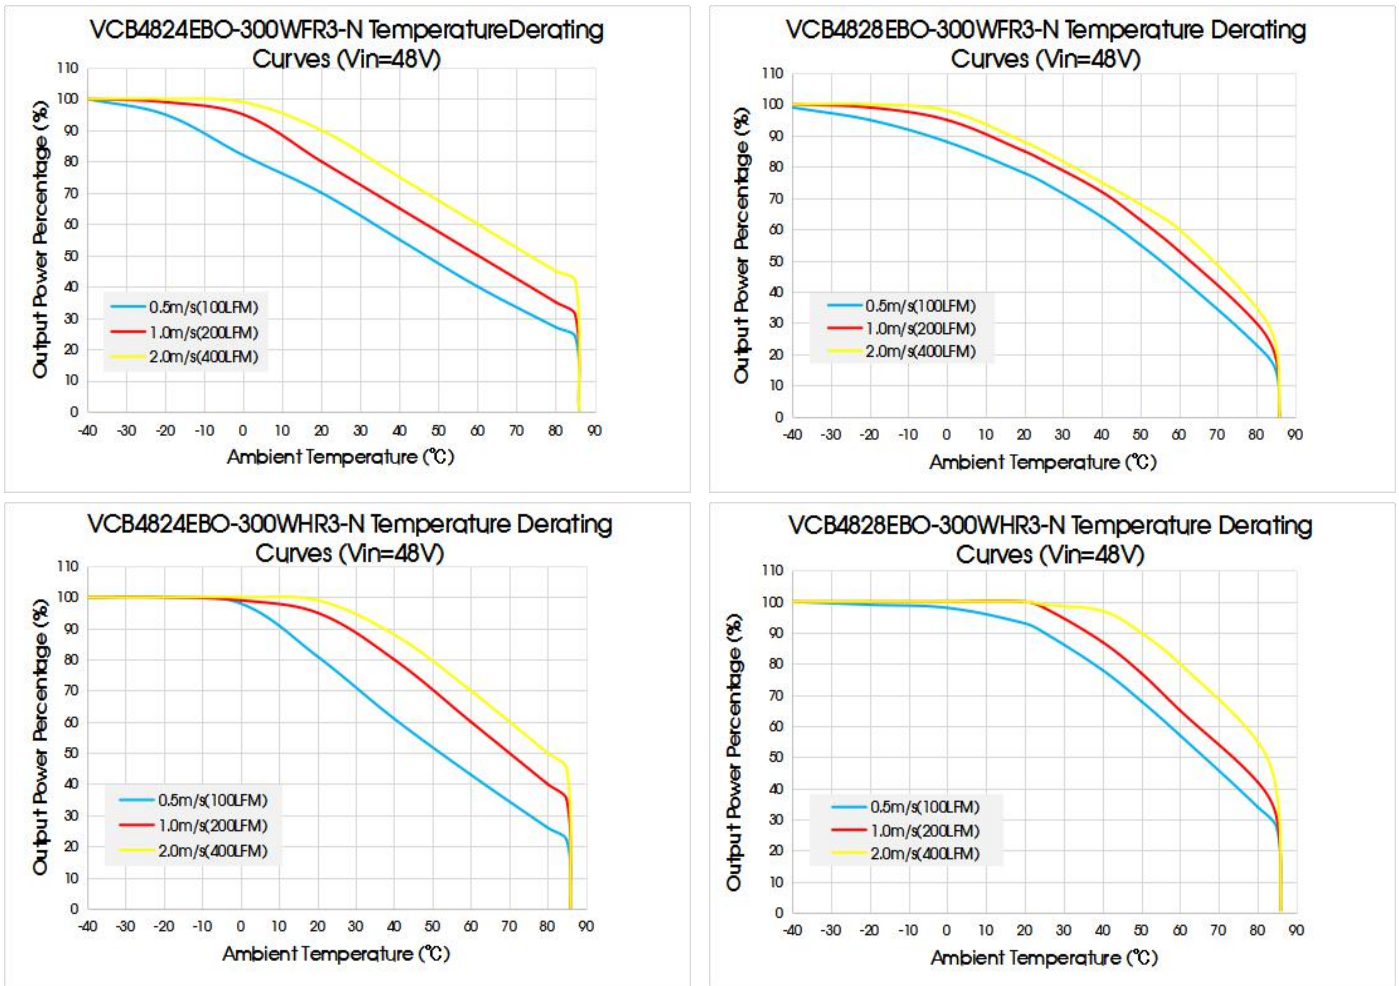 VCB4824EBO-300WFR3-N TemperatureDerating
Curves (Vin=48V)
Output Power Percentage (%)
110
100
90
80
70
60
50
40
30
20
10
0
0.5m/s(100LFM)
1.0m/s(200LFM)
2.0m/s(400LFM)
-40 -30 -20 -10 0 10 20 30 40 50 60 70 80 90
Ambient Temperature (℃)
VCB4828EBO-300WFR3-N Temperature Derating
Curves (Vin=48V)
Output Power Percentage (%)
110
100
90
80
70
60
50
40
30
20
10
0
0.5m/s(100LFM)
1.0m/s(200LFM)
2.0m/s(400LFM)
-40 -30 -20 -10 0 10 20 30 40 50 60 70 80 90
Ambient Temperature (℃)
VCB4824EBO-300WHR3-N Temperature Derating
Curves (Vin=48V)
Output Power Percentage (%)
110
100
90
80
70
60
50
40
30
20
10
0
0.5m/s(100LFM)
1.0m/s(200LFM)
2.0m/s(400LFM)
-40 -30 -20 -10 0 10 20 30 40 50 60 70 80 90
Ambient Temperature (℃)
VCB4828EBO-300WHR3-N Temperature Derating
Curves (Vin=48V)
Output Power Percentage (%)
110
100
90
80
70
60
50
40
30
20
10
0
0.5m/s(100LFM)
1.0m/s(200LFM)
2.0m/s(400LFM)
-40 -30 -20 -10 0 10 20 30 40 50 60 70 80 90
Ambient Temperature (℃)